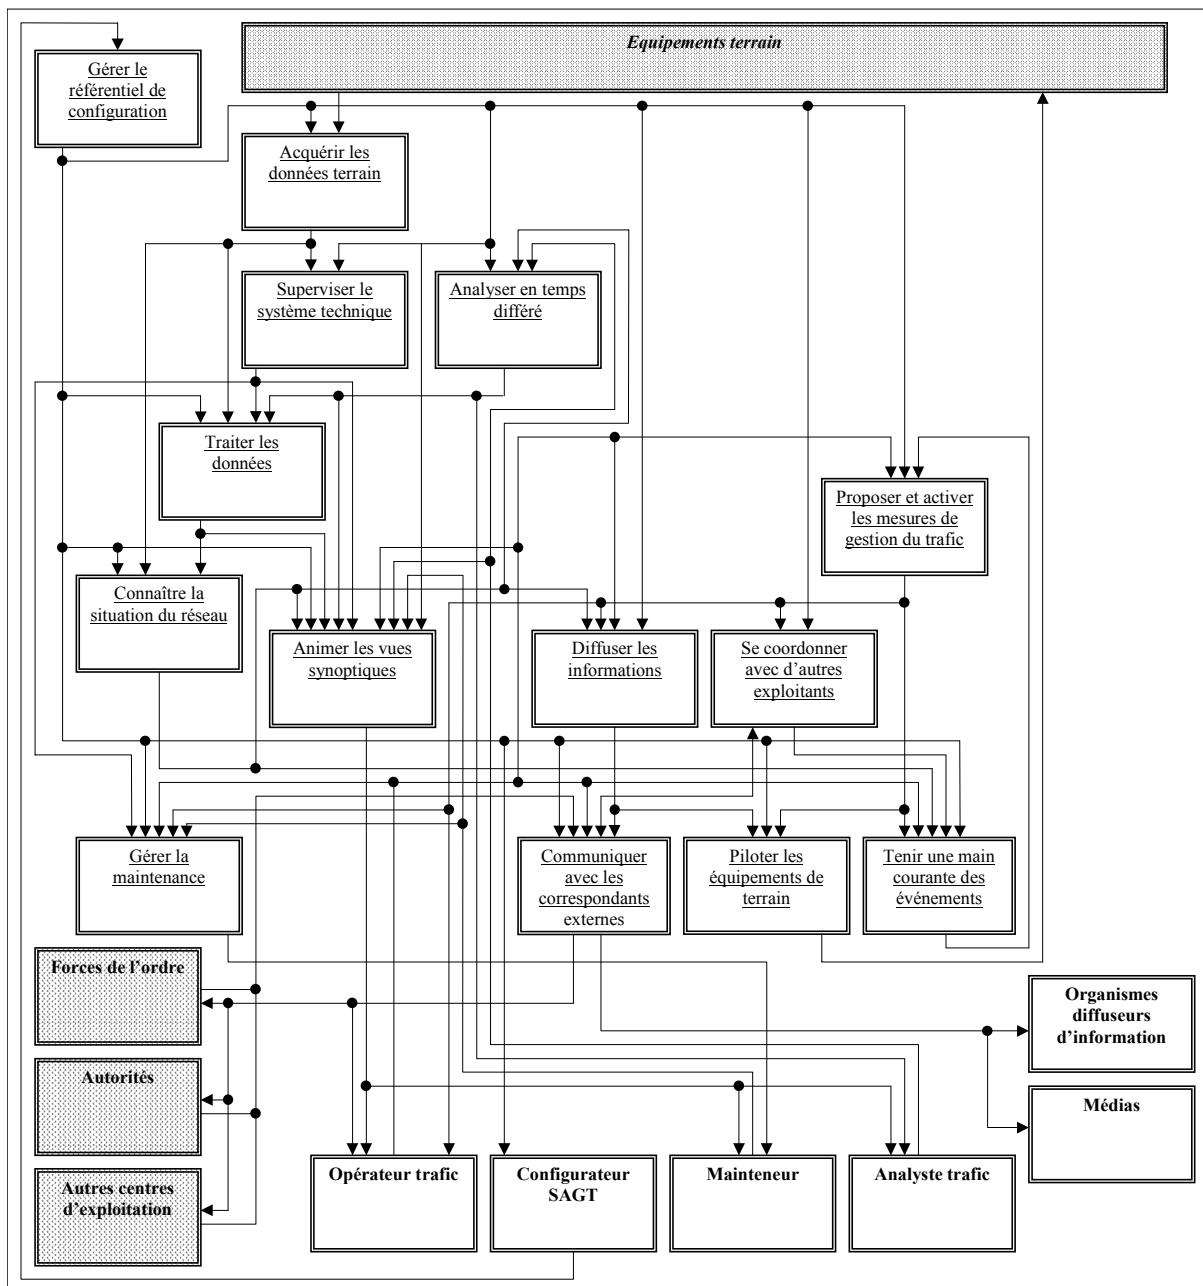 Equipements terrain
Gérer le
référentiel de
configuration
Acquérir les
données terrain
Superviser le
système technique
Analyser en temps
différé
Traiter les
données
Proposer et activer
les mesures de
gestion du trafic
Connaître la
situation du réseau
Animer les vues
synoptiques
Diffuser les
informations
Se coordonner
avec d’autres
exploitants
Gérer la
maintenance
Communiquer
avec les
correspondants
externes
Piloter les
équipements de
terrain
Tenir une main
courante des
événements
Forces de l’ordre
Organismes
diffuseurs
d’information
Autorités
Médias
Autres centres
d’exploitation
Opérateur trafic
Configurateur
SAGT
Mainteneur
Analyste trafic